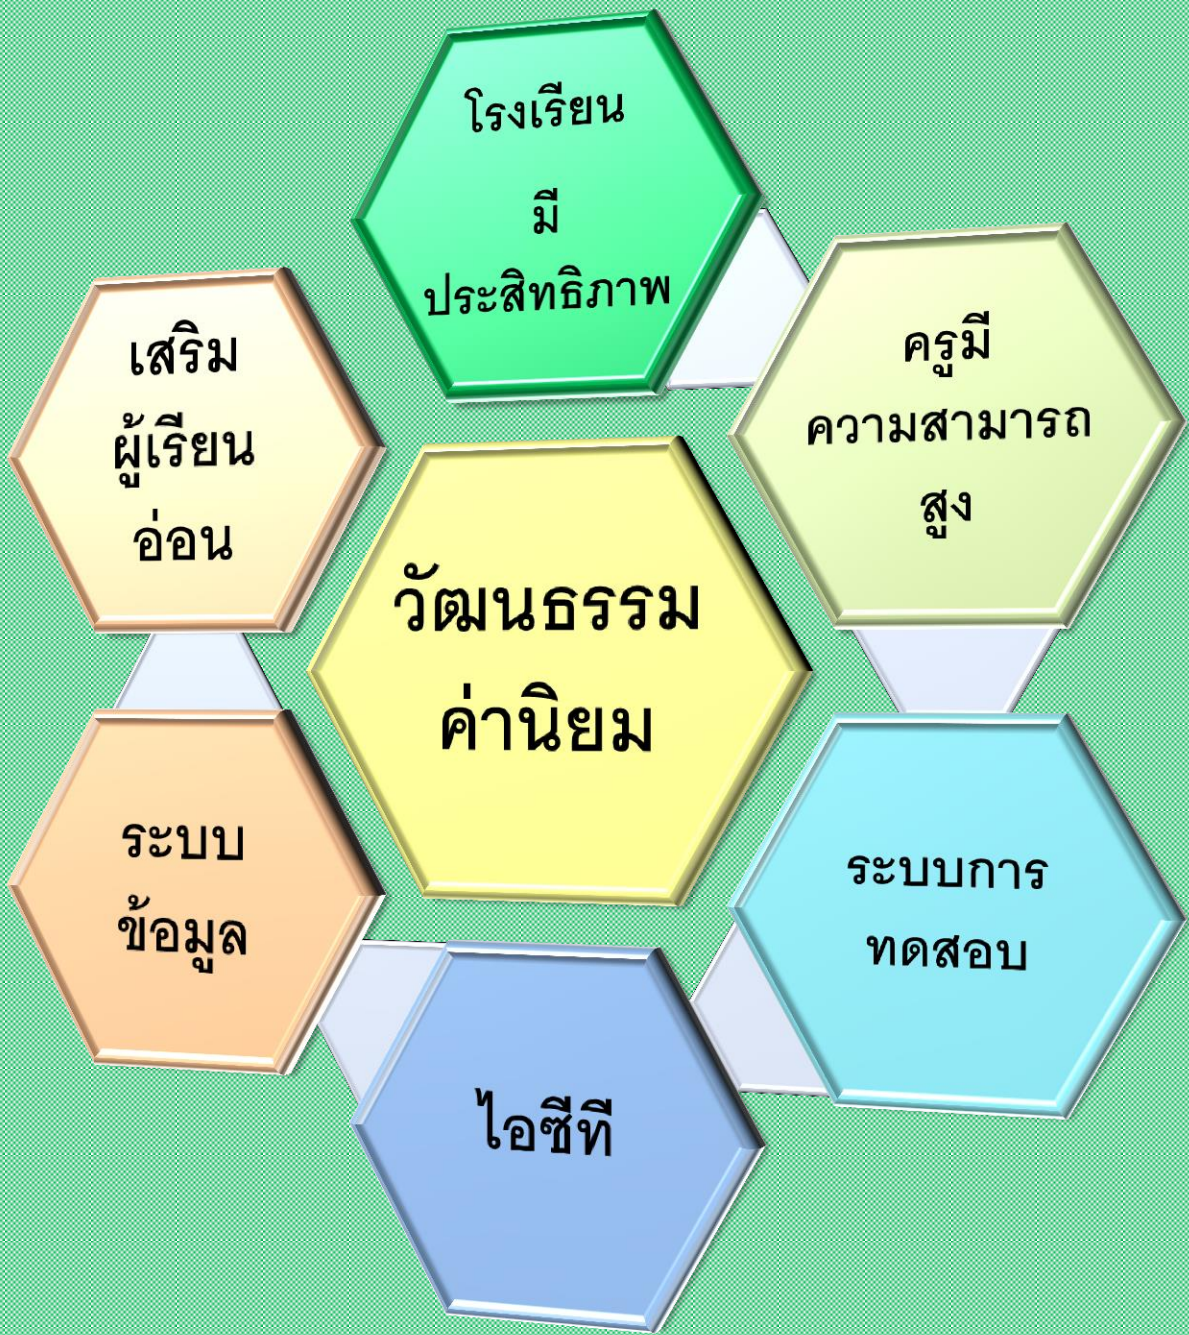 โรงเรียน
มี
ประสิทธิภาพ
ครูมี
ความสามารถ
สูง
ระบบการ
ทดสอบ
ไอซีที
ระบบ
ข้อมูล
เสริม
ผู้เรียน
อ่อน
วัฒนธรรม
ค่านิยม